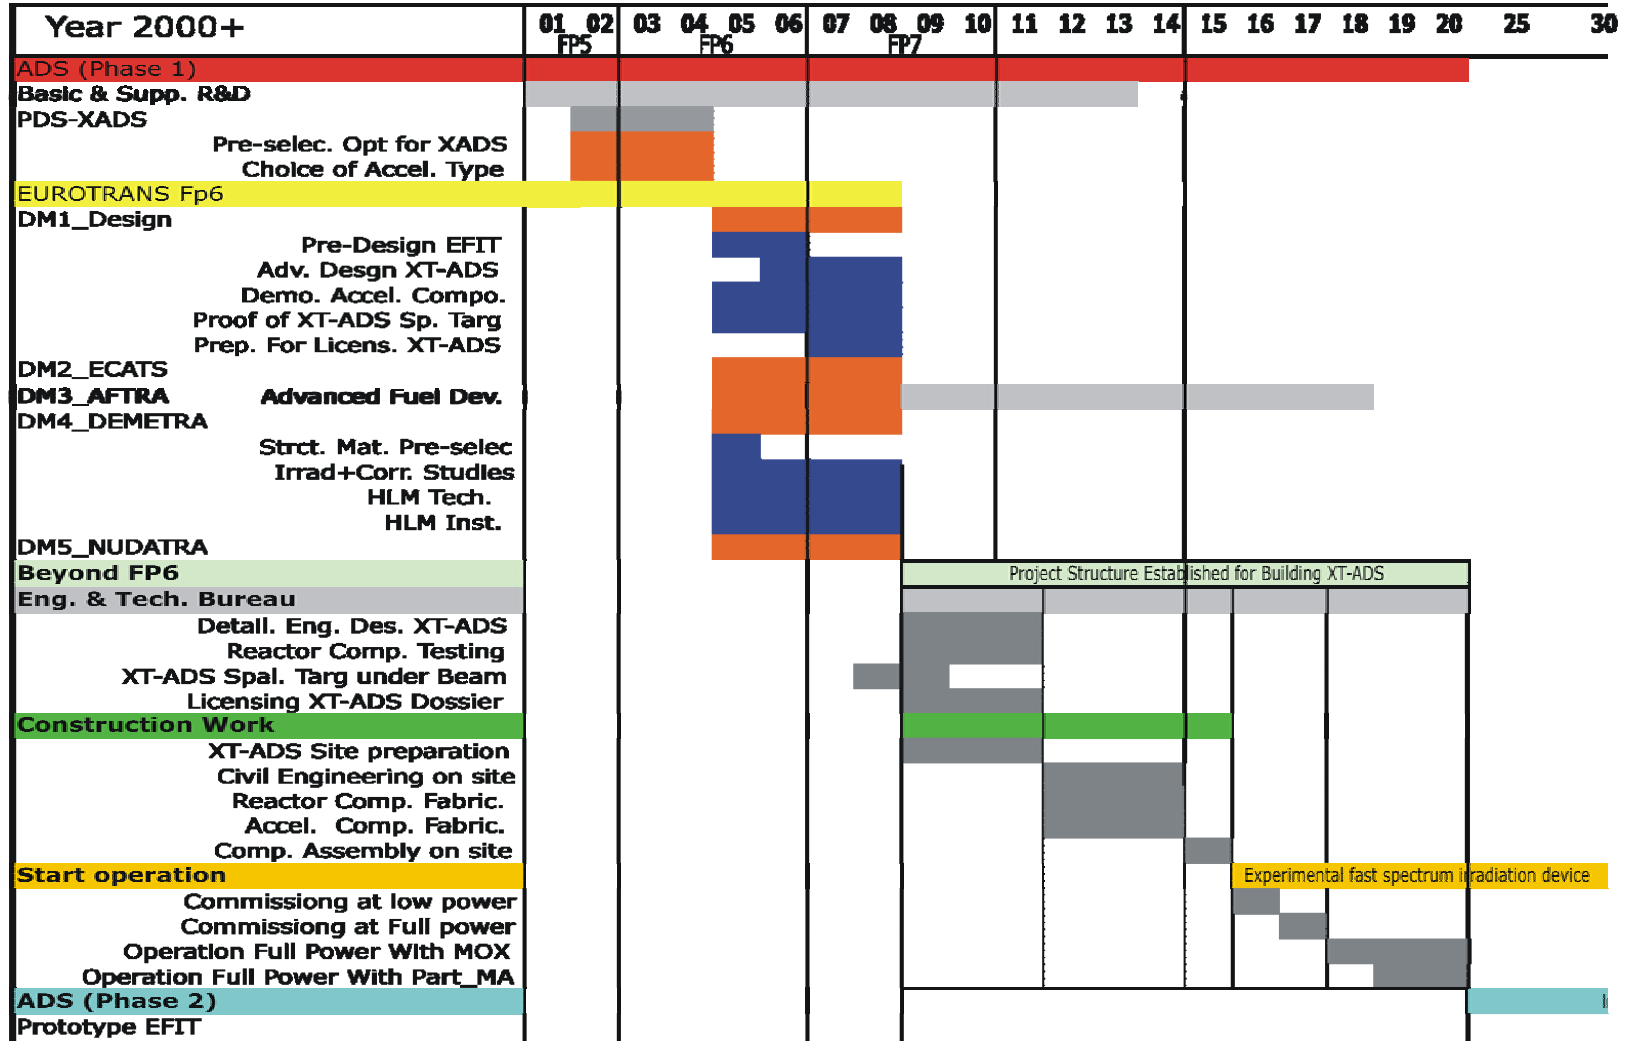 Year 2000+ 01 02 03 04 05 06 07 08 09 10 11 12 13 14 15 16 17 18 19 20 25 30
FP5 FP6 FP7
ADS (Phase 1)
Basic & Supp. R&D
PDS-XADS
Pre-selec. Opt for XADS
Choice of Accel. Type
EUROTRANS Fp6
DM1_Design
Pre-Design EFIT
Adv. Desgn XT-ADS
Demo. Accel. Compo.
Proof of XT-ADS Sp. Targ
Prep. For Licens. XT-ADS
DM2_ECATS
DM3_AFTRA Advanced Fuel Dev.
DM4_DEMETRA
Strct. Mat. Pre-selec
Irrad+Corr. Studies
HLM Tech.
HLM Inst.
DM5_NUDATRA
Beyond FP6 Project Structure Established for Building XT-ADS
Eng. & Tech. Bureau
Detail. Eng. Des. XT-ADS
Reactor Comp. Testing
XT-ADS Spal. Targ under Beam
Licensing XT-ADS Dossier
Construction Work
XT-ADS Site preparation
Civil Engineering on site
Reactor Comp. Fabric.
Accel. Comp. Fabric.
Comp. Assembly on site
Start operation Experimental fast spectrum irradiation device
Commissiong at low power
Commissiong at Full power
Operation Full Power With MOX
Operation Full Power With Part_MA
ADS (Phase 2)
Prototype EFIT